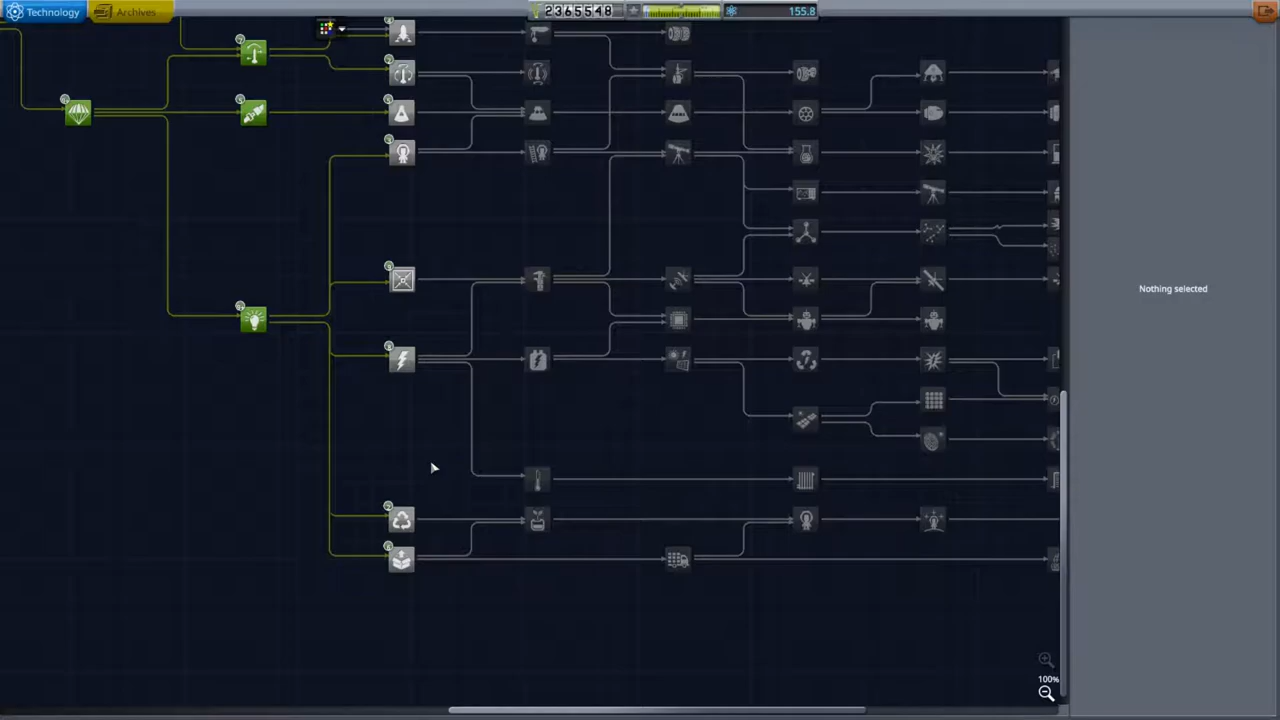 Technology
Archives
2365548
155.8
Nothing selected
100%